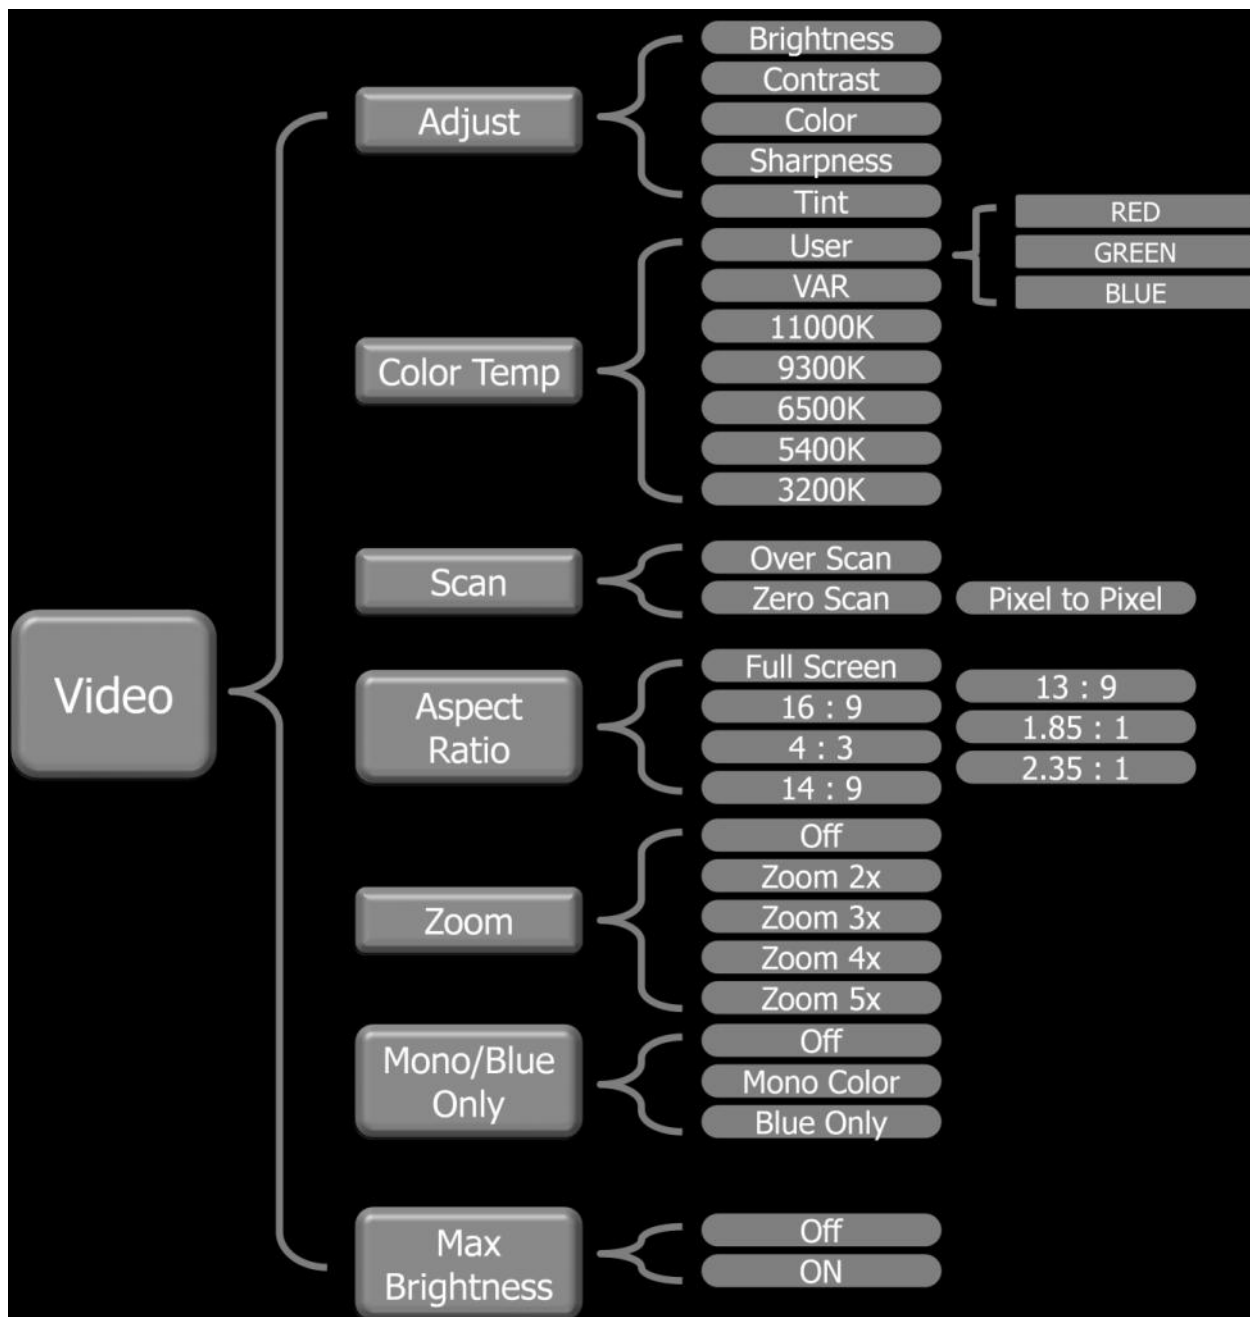 Video
Adjust
Brightness
Contrast
Color
Sharpness
Tint
Color Temp
User
RED
GREEN
BLUE
VAR
11000K
9300K
6500K
5400K
3200K
Scan
Over Scan
Zero Scan
Pixel to Pixel
Aspect
Ratio
Full Screen
16 : 9
4 : 3
14 : 9
13 : 9
1.85 : 1
2.35 : 1
Zoom
Off
Zoom 2x
Zoom 3x
Zoom 4x
Zoom 5x
Mono/Blue
Only
Off
Mono Color
Blue Only
Max
Brightness
Off
ON